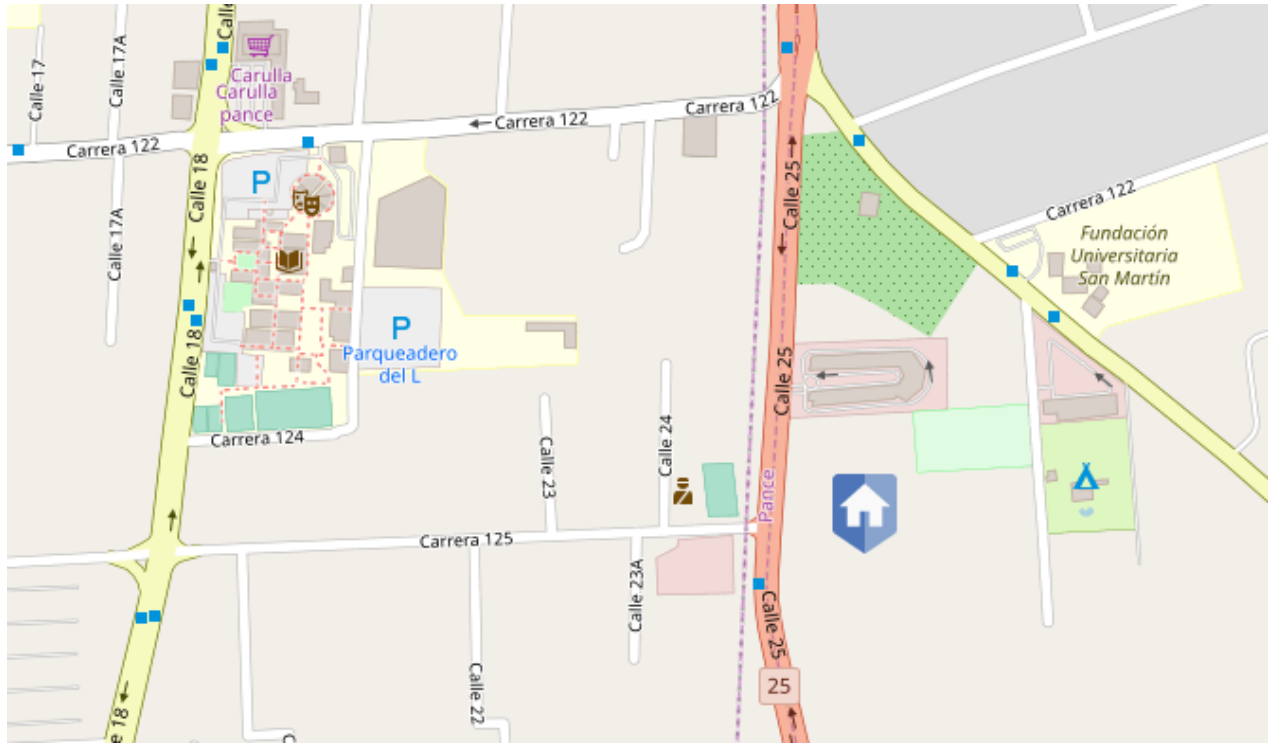 Calle
Calle 17
Calle 17A
Carulla
Carulla
pance
Carrera 122
Carrera 122
Carrera 122
Calle 18
Calle 25
P
Carrera 122
Calle 17A
Fundación
Universitaria
San Martín
P
Parqueadero
del L
Calle 18
Calle 25
Carrera 124
Calle 23
Calle 24
Pance
Carrera 125
Calle 23A
Calle 25
25
Calle 22